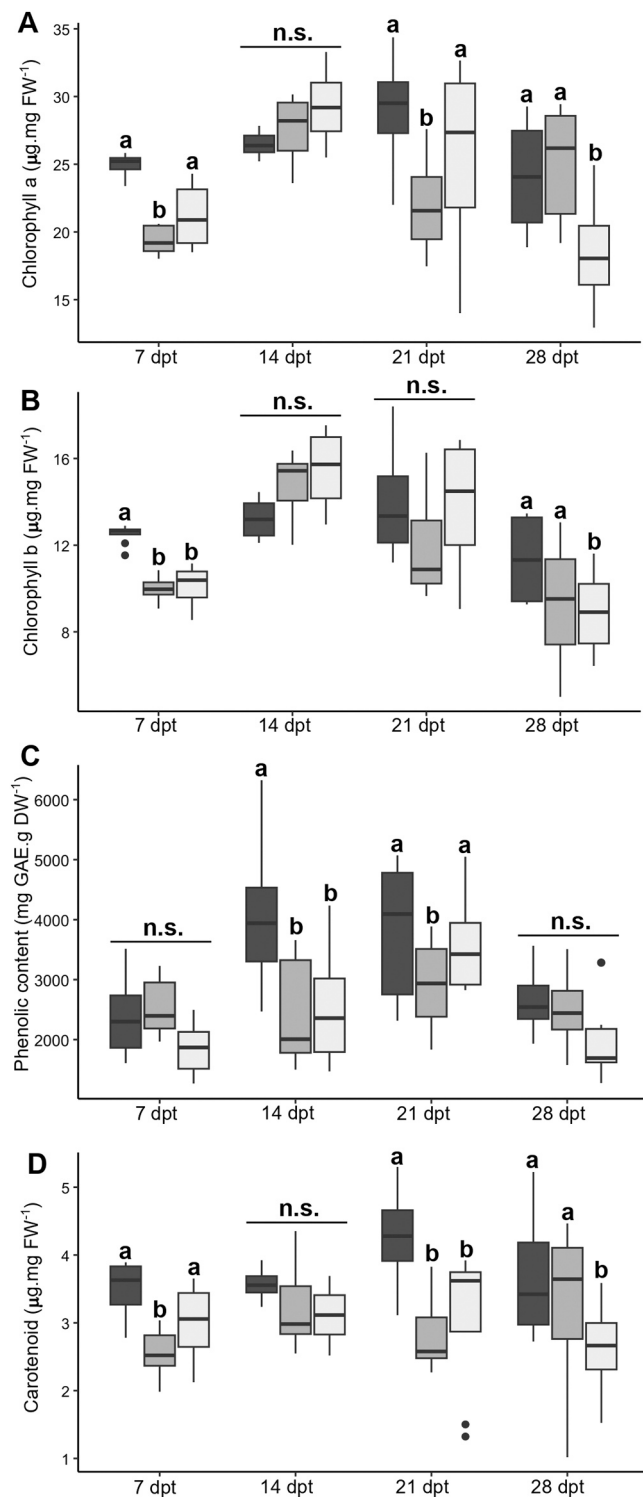 A
Chlorophyll a (μg.mg FW⁻¹)
35
30
25
20
15
a
b
a
n.s.
a
b
a
a
a
b
7 dpt
14 dpt
21 dpt
28 dpt
B
Chlorophyll b (μg.mg FW⁻¹)
16
12
8
a
b
b
n.s.
n.s.
a
a
b
7 dpt
14 dpt
21 dpt
28 dpt
C
Phenolic content (mg GAE.g DW⁻¹)
6000
5000
4000
3000
2000
n.s.
a
b
b
a
b
a
n.s.
7 dpt
14 dpt
21 dpt
28 dpt
D
Carotenoid (μg.mg FW⁻¹)
5
4
3
2
1
a
b
a
n.s.
a
b
b
a
a
b
7 dpt
14 dpt
21 dpt
28 dpt